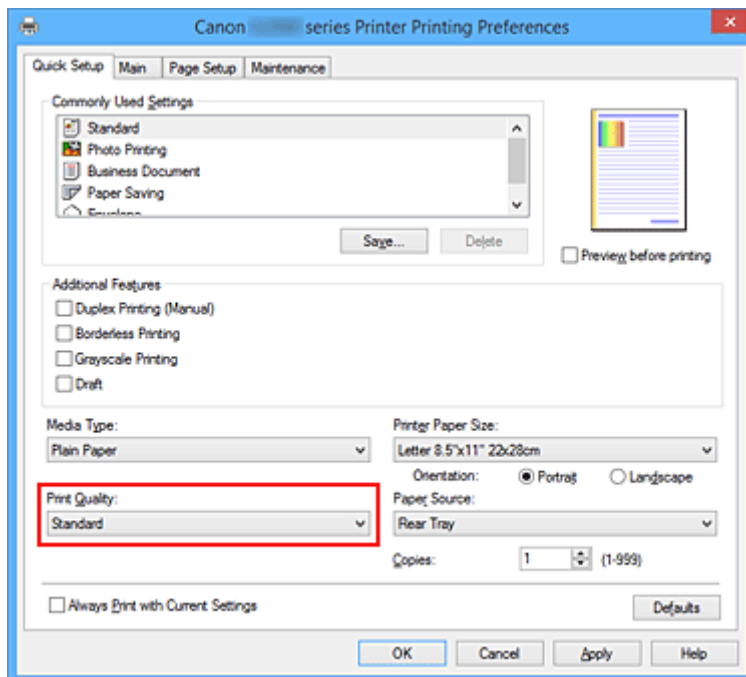 Canon series Printer Printing Preferences
Quick Setup Main Page Setup Maintenance
Commonly Used Settings
Standard
Photo Printing
Business Document
Paper Saving
Envelope
Save... Delete
Preview before printing
Additional Features
Duplex Printing (Manual)
Borderless Printing
Grayscale Printing
Draft
Media Type: Printer Paper Size:
Plain Paper Letter 8.5"x11" 22x28cm
Orientation: Portrait Landscape
Print Quality: Paper Source:
Standard Rear Tray
Copies: 1 (1-999)
Always Print with Current Settings Defaults
OK Cancel Apply Help